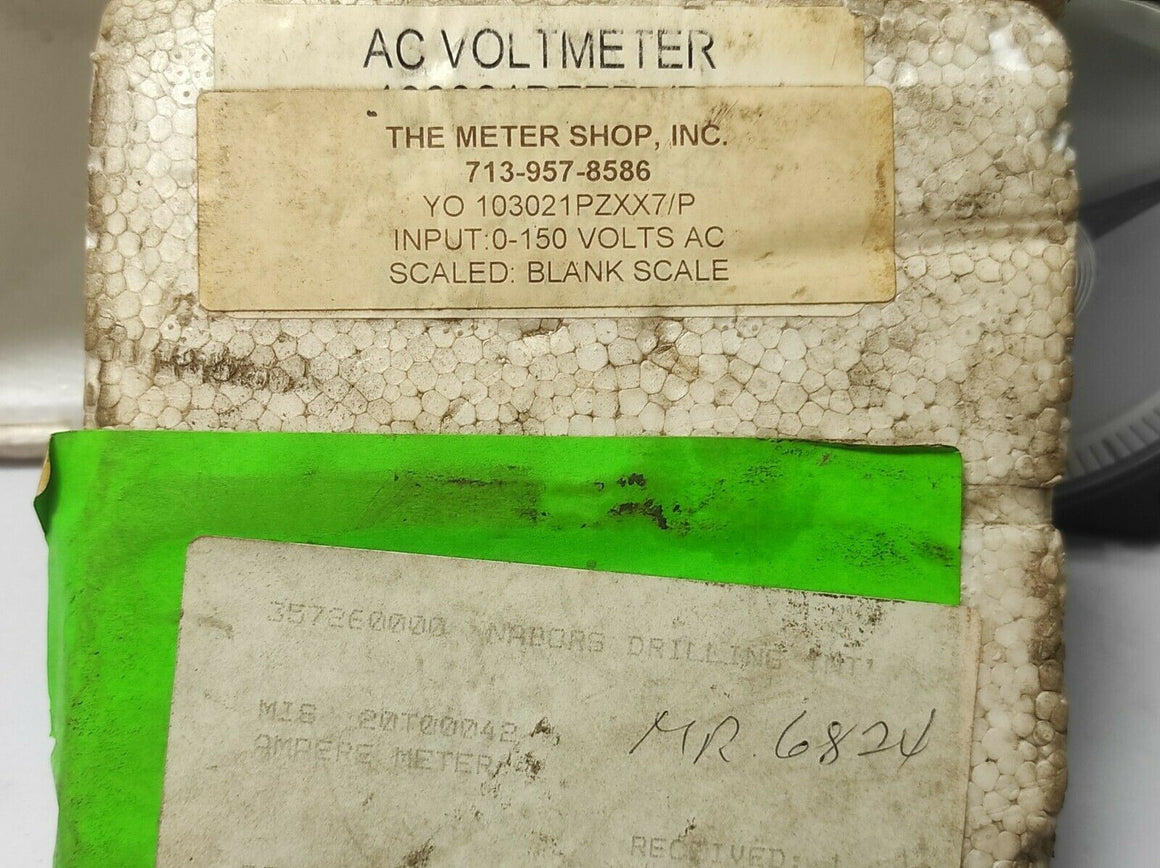 AC VOLTMETER
THE METER SHOP, INC.
713-957-8586
YO 103021PZXX7/P
INPUT:0-150 VOLTS AC
SCALED: BLANK SCALE
357260000 NABORS DRILLING INT'
MIS 20T00042 A,
MR. 6824
AMPERE METER
RECEIVED: